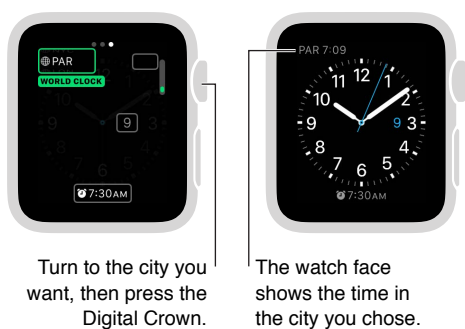 PAR
WORLD CLOCK
9
7:30AM
PAR 7:09
12
11 1
10 2
9 9 3
8 4
7 5
6
7:30AM
Turn to the city you
want, then press the
Digital Crown.
The watch face
shows the time in
the city you chose.